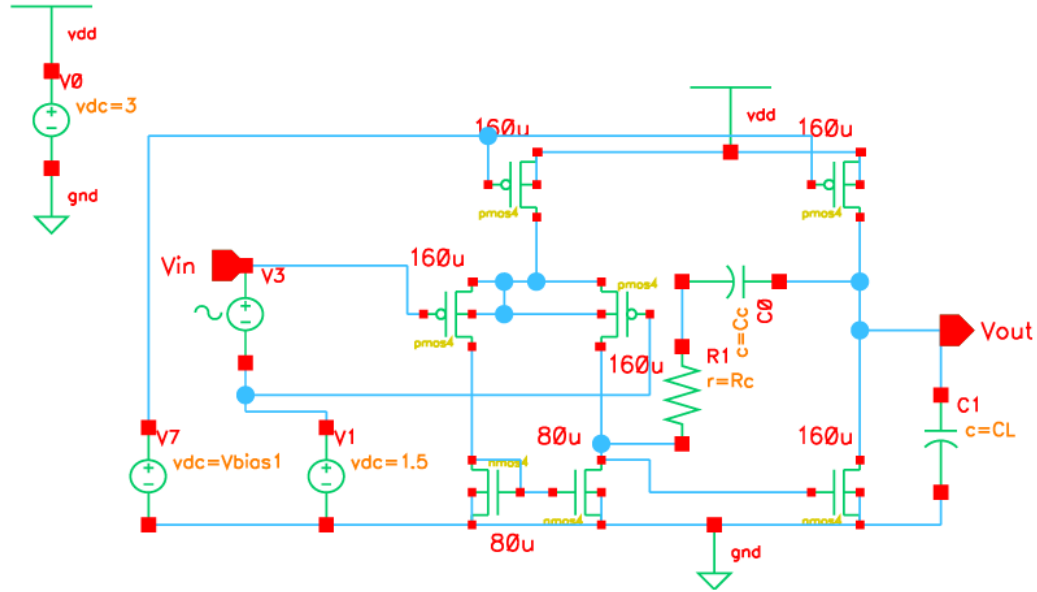 vdd
V0
vdc=3
gnd
160u
vdd
160u
pmos4
pmos4
Vin
V3
160u
pmos4
pmos4
160u
C0
c=Cc
R1
r=Rc
Vout
C1
c=CL
V7
vdc=Vbias1
V1
vdc=1.5
80u
nmos4
nmos4
80u
160u
nmos4
gnd